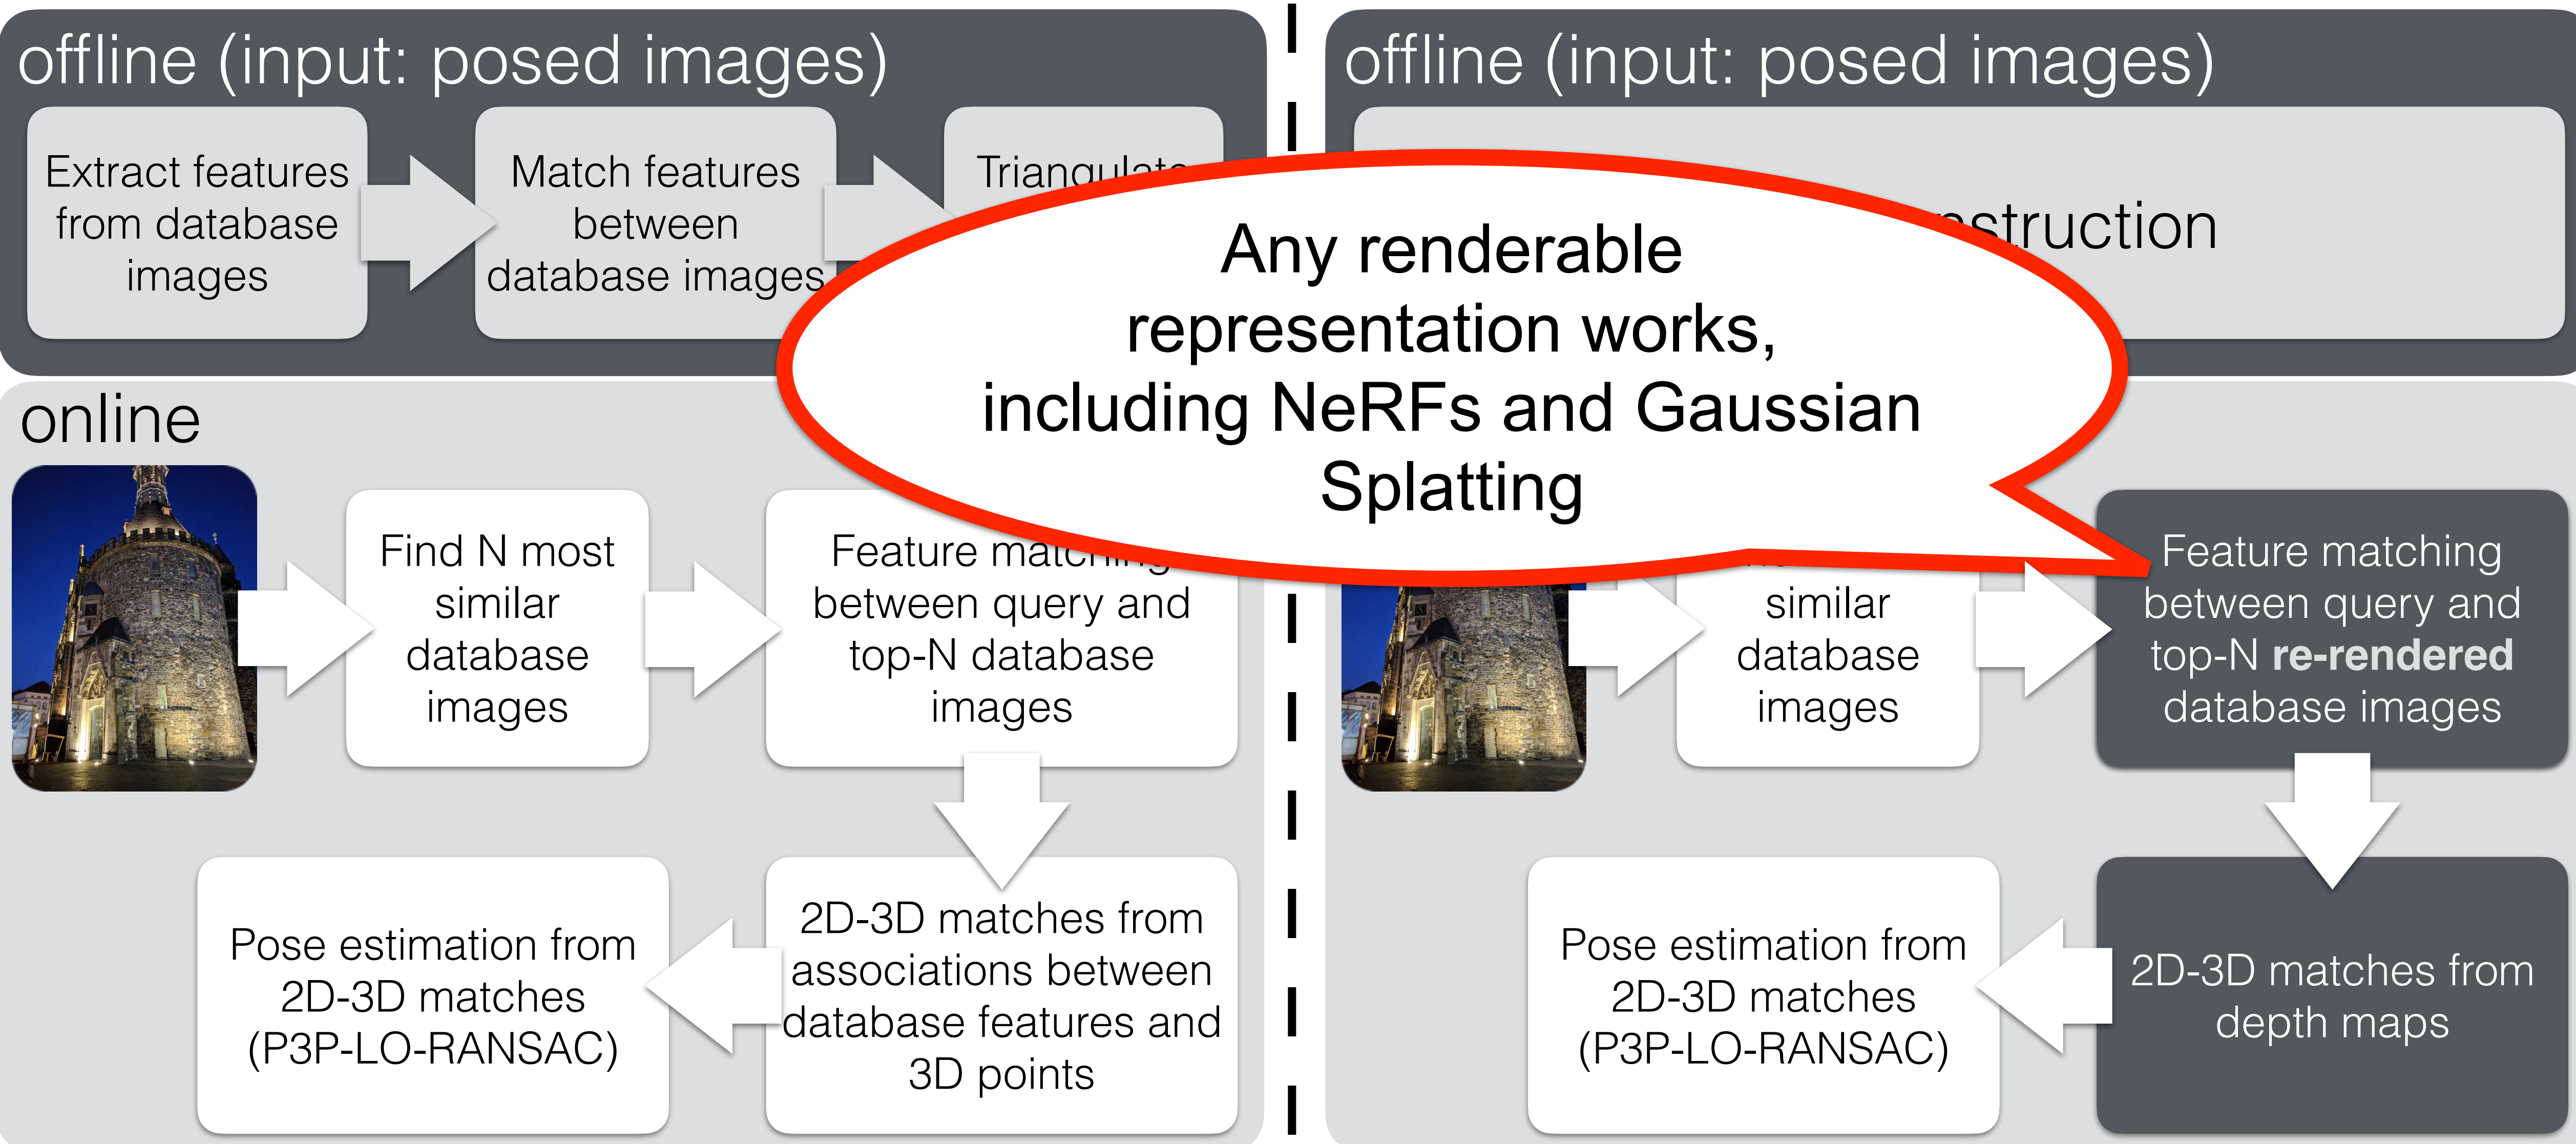 offline (input: posed images)
Extract features
from database
images
Match features
between
database images
Triangulate
offline (input: posed images)
Any renderable
representation works,
including NeRFs and Gaussian
Splatting
online
Find N most
similar
database
images
Feature matching
between query and
top-N database
images
2D-3D matches from
associations between
database features and
3D points
Pose estimation from
2D-3D matches
(P3P-LO-RANSAC)
similar
database
images
Feature matching
between query and
top-N re-rendered
database images
2D-3D matches from
depth maps
Pose estimation from
2D-3D matches
(P3P-LO-RANSAC)